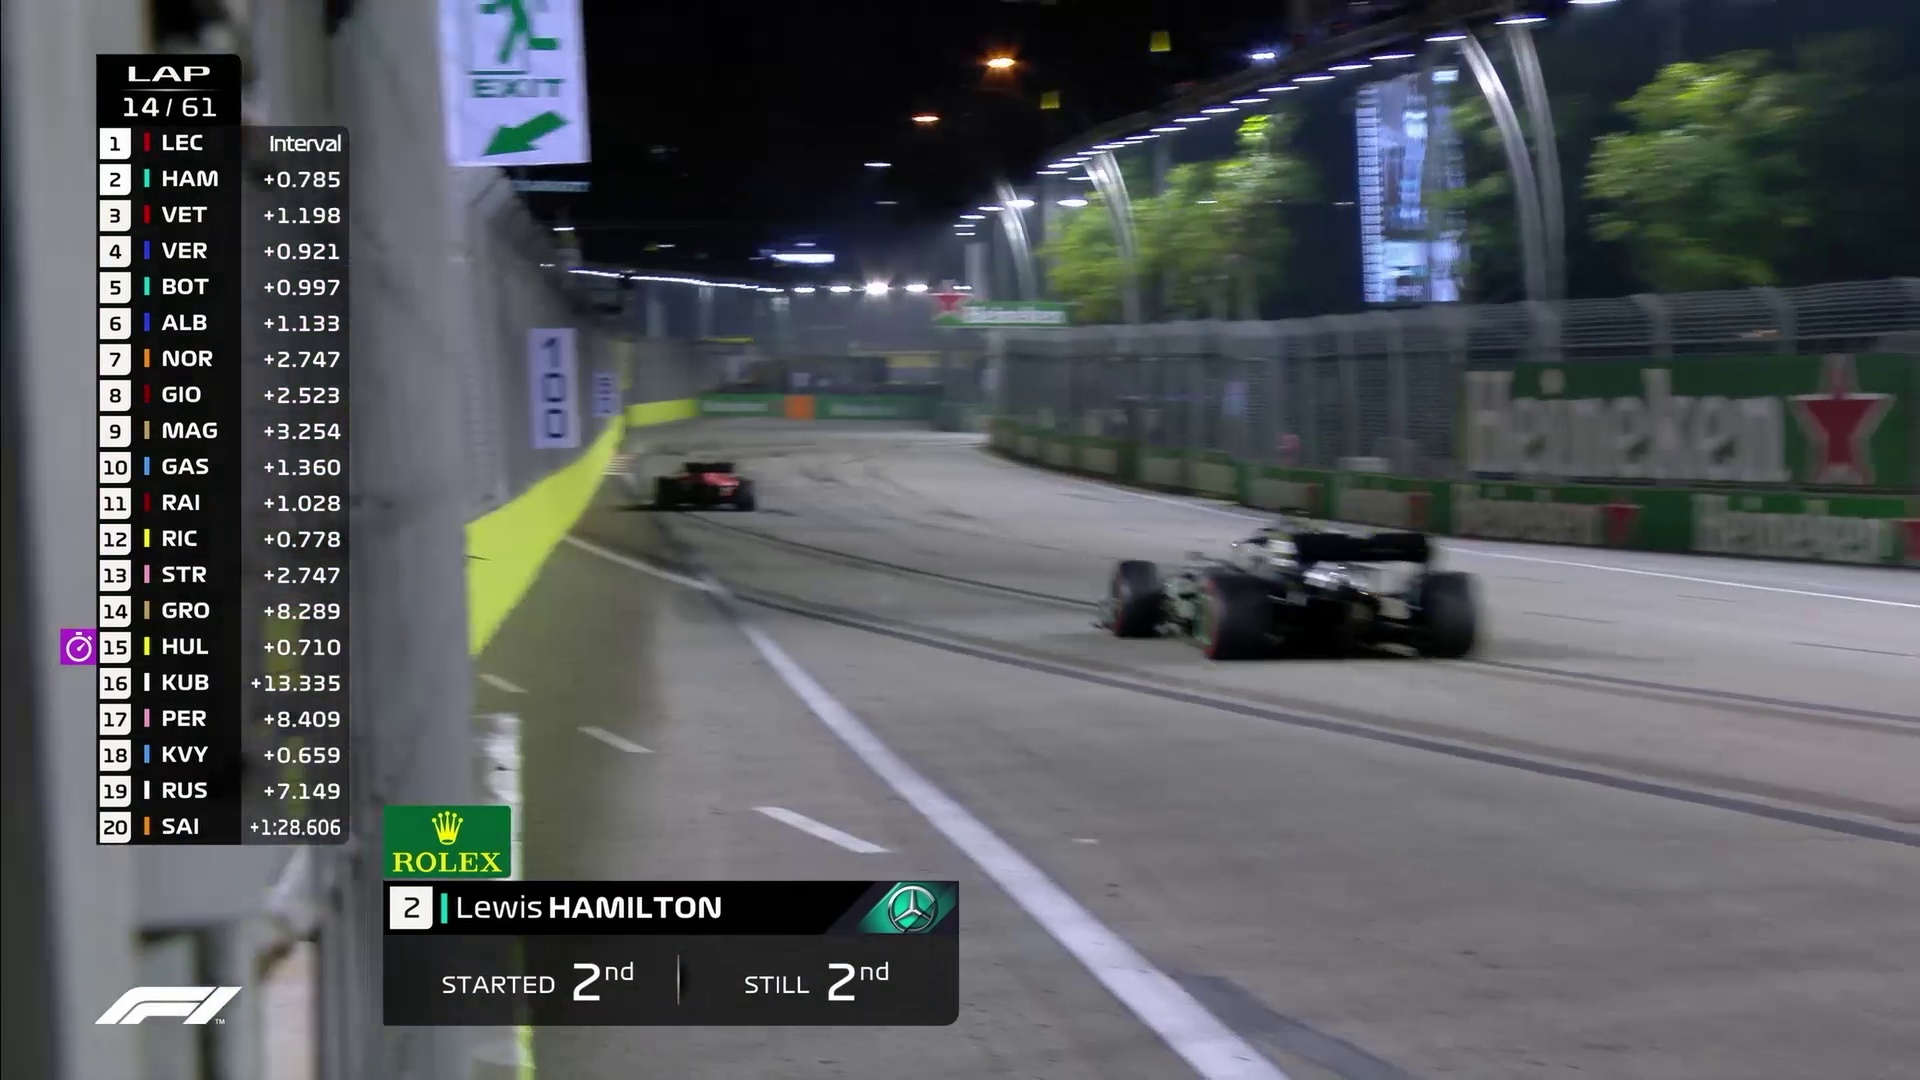 LAP
14 / 61
1 LEC Interval
2 HAM +0.785
3 VET +1.198
4 VER +0.921
5 BOT +0.997
6 ALB +1.133
7 NOR +2.747
8 GIO +2.523
9 MAG +3.254
10 GAS +1.360
11 RAI +1.028
12 RIC +0.778
13 STR +2.747
14 GRO +8.289
15 HUL +0.710
16 KUB +13.335
17 PER +8.409
18 KVY +0.659
19 RUS +7.149
20 SAI +1:28.606
EXIT
100
Heineken
Heineken
Heineken
Heineken
ROLEX
2 Lewis HAMILTON
STARTED 2nd STILL 2nd
F1
TM